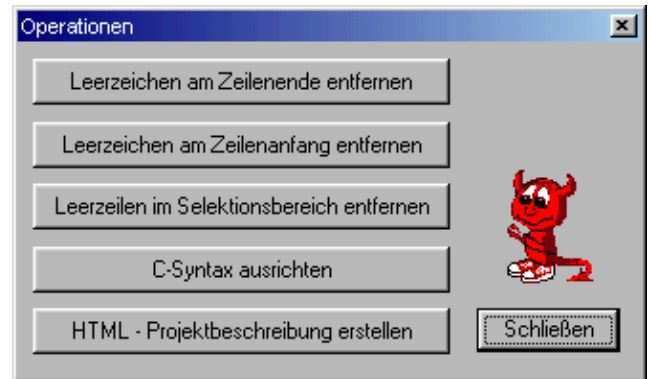 Operationen
Leerzeichen am Zeilenende entfernen
Leerzeichen am Zeilenanfang entfernen
Leerzeilen im Selektionsbereich entfernen
C-Syntax ausrichten
HTML - Projektbeschreibung erstellen
Schließen